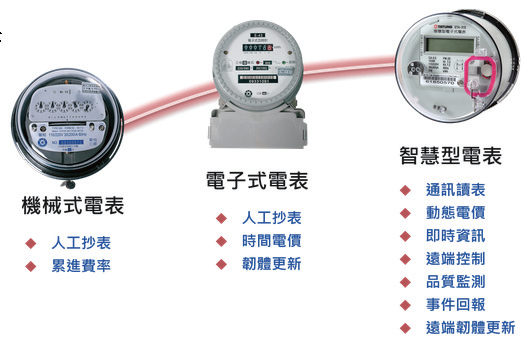 機械式電表
人工抄表
累進費率
電子式電表
人工抄表
時間電價
韌體更新
智慧型電表
通訊讀表
動態電價
即時資訊
遠端控制
品質監測
事件回報
遠端韌體更新